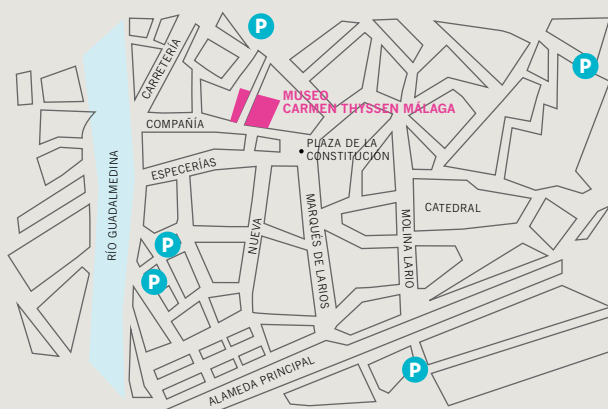 P
P
CARRETERÍA
MUSEO
CARMEN THYSSEN MÁLAGA
COMPAÑÍA
PLAZA DE LA
CONSTITUCIÓN
ESPECERÍAS
RÍO GUADALMEDINA
CATEDRAL
NUEVA
MARQUÉS DE LARIOS
MOLINA LARIO
P
P
P
ALAMEDA PRINCIPAL